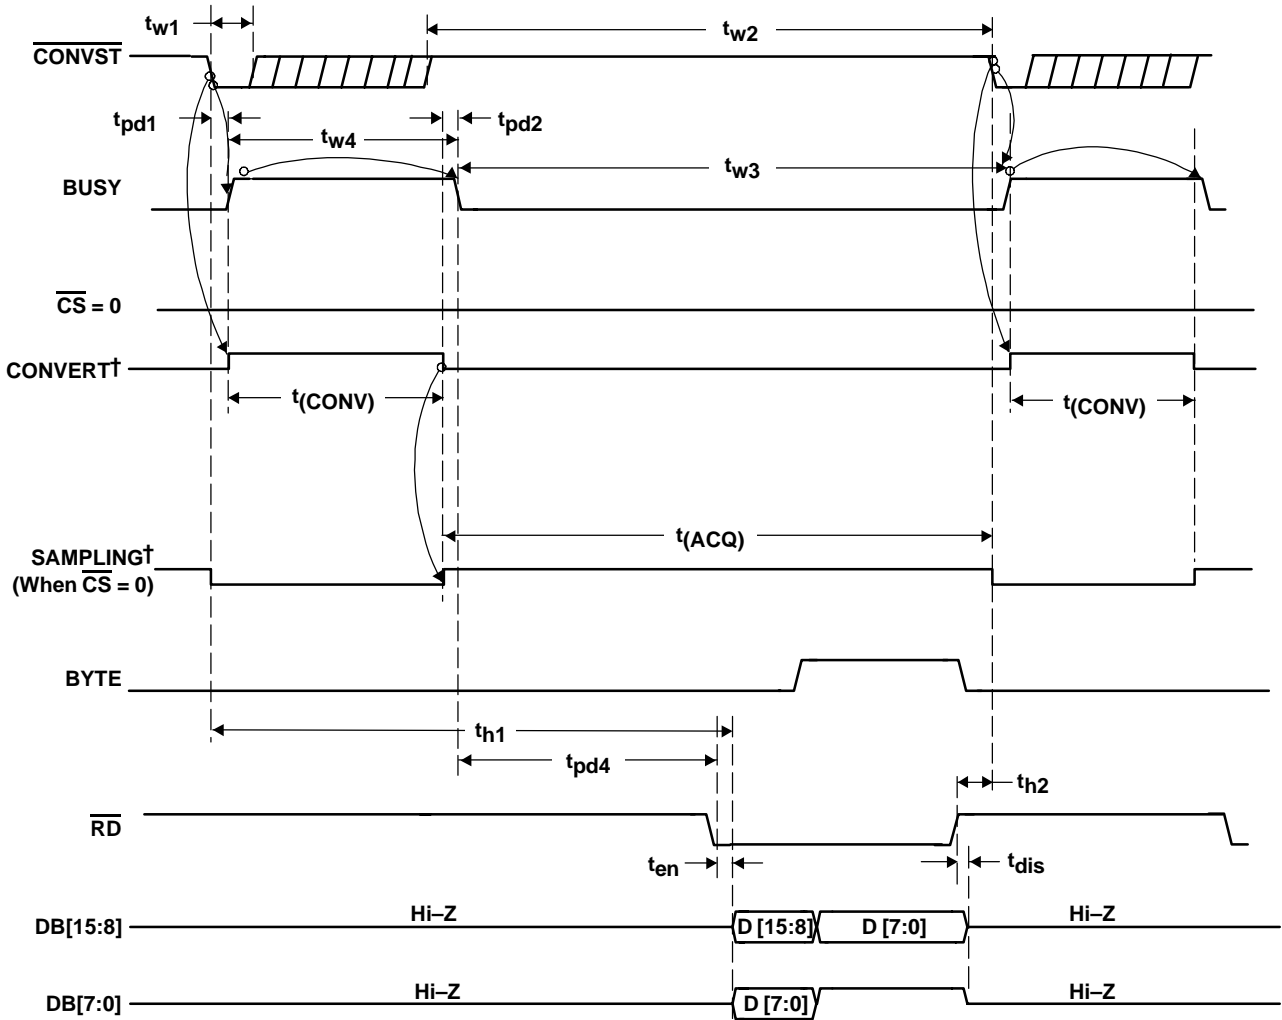 tw1
tw2
CONVST
tpd1
tw4
tpd2
tw3
BUSY
CS = 0
CONVERT†
t(CONV)
t(CONV)
t(ACQ)
SAMPLING†
(When CS = 0)
BYTE
th1
tpd4
th2
RD
ten
tdis
Hi–Z
Hi–Z
DB[15:8]
D [15:8]
D [7:0]
Hi–Z
Hi–Z
DB[7:0]
D [7:0]